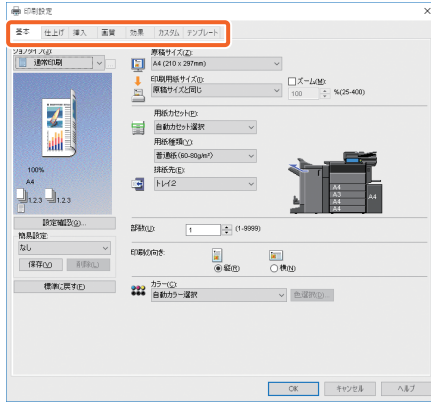 印刷設定
基本 仕上げ 挿入 画質 効果 カスタム テンプレート
ジョブタイプ(J):
通常印刷
100%
A4
1,2,3 1,2,3
設定確認(Q)...
簡易設定:
なし
保存(V) 削除(L)
標準に戻す(F)
原稿サイズ(Z):
A4 (210 x 297mm)
印刷用紙サイズ(I):
原稿サイズと同じ
ズーム(M):
100 %(25-400)
用紙カセット(P):
自動カセット選択
用紙種類(Y):
普通紙(60-80g/m²)
排紙先(E):
トレイ2
A4
A3
A4
A4
A4
部数(U): 1 (1-9999)
印刷の向き:
縦(R) 横(N)
カラー(C):
自動カラー選択
色選択(D)...
OK キャンセル ヘルプ